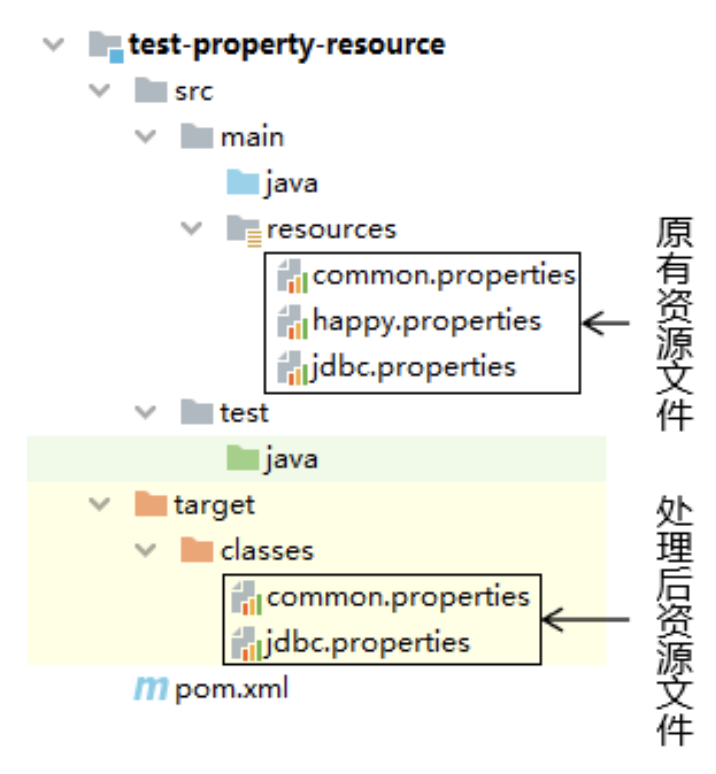 test-property-resource
src
main
java
resources
common.properties
happy.properties
jdbc.properties
原有资源文件
test
java
target
classes
common.properties
jdbc.properties
处理后资源文件
m pom.xml